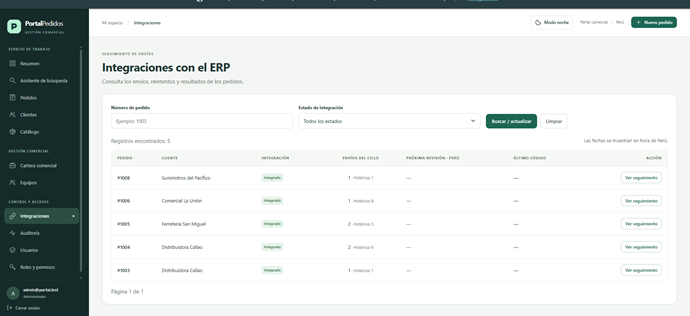 PortalPedidos
GESTIÓN COMERCIAL
ESPACIO DE TRABAJO
Resumen
Asistente de búsqueda
Pedidos
Clientes
Catálogo
GESTIÓN COMERCIAL
Cartera comercial
Equipos
CONTROL Y ACCESOS
Integraciones
Auditoría
Usuarios
Roles y permisos
A
admin@portal.bnd
Administrador
Cerrar sesión
Mi espacio / Integraciones
Modo noche
Portal comercial - Perú
+ Nuevo pedido
SEGUIMIENTO DE ENVÍOS
Integraciones con el ERP
Consulta los envíos, reintentos y resultados de los pedidos.
Número de pedido
Ejemplo: 1003
Estado de integración
Todos los estados
Buscar / actualizar
Limpiar
Registros encontrados: 5
Las fechas se muestran en hora de Perú.
PEDIDO CLIENTE INTEGRACIÓN ENVÍOS DEL CICLO PRÓXIMA REVISIÓN · PERÚ ÚLTIMO CÓDIGO ACCIÓN
#1008 Suministros del Pacífico Integrado 1 · Histórico: 1 — — Ver seguimiento
#1006 Comercial La Unión Integrado 1 · Histórico: 8 — — Ver seguimiento
#1005 Ferretería San Miguel Integrado 2 · Histórico: 3 — — Ver seguimiento
#1004 Distribuidora Callao Integrado 2 · Histórico: 6 — — Ver seguimiento
#1003 Distribuidora Callao Integrado 1 · Histórico: 1 — — Ver seguimiento
Página 1 de 1